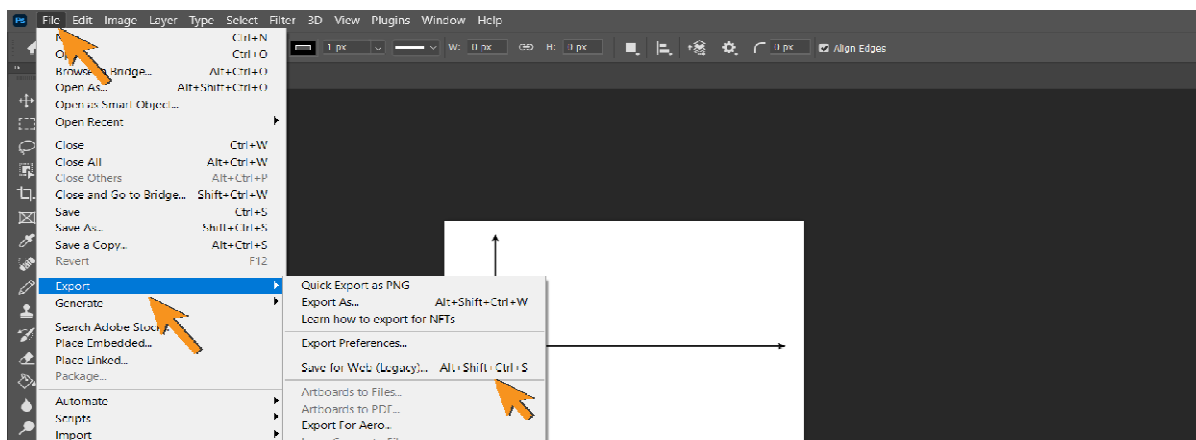 Ps File Edit Image Layer Type Select Filter 3D View Plugins Window Help
1 px W: 0 px H: 0 px 0 px Align Edges
Ctrl+N
Ctrl+O
Browse in Bridge... Alt+Ctrl+O
Open As... Alt+Shift+Ctrl+O
Open as Smart Object...
Open Recent
Close Ctrl+W
Close All Alt+Ctrl+W
Close Others Alt+Ctrl+P
Close and Go to Bridge... Shift+Ctrl+W
Save Ctrl+S
Save As... Shift+Ctrl+S
Save a Copy... Alt+Ctrl+S
Revert F12
Export
Generate
Search Adobe Stock...
Place Embedded...
Place Linked...
Package...
Automate
Scripts
Import
Quick Export as PNG
Export As... Alt+Shift+Ctrl+W
Learn how to export for NFTs
Export Preferences...
Save for Web (Legacy)... Alt+Shift+Ctrl+S
Artboards to Files...
Artboards to PDF...
Export For Aero...